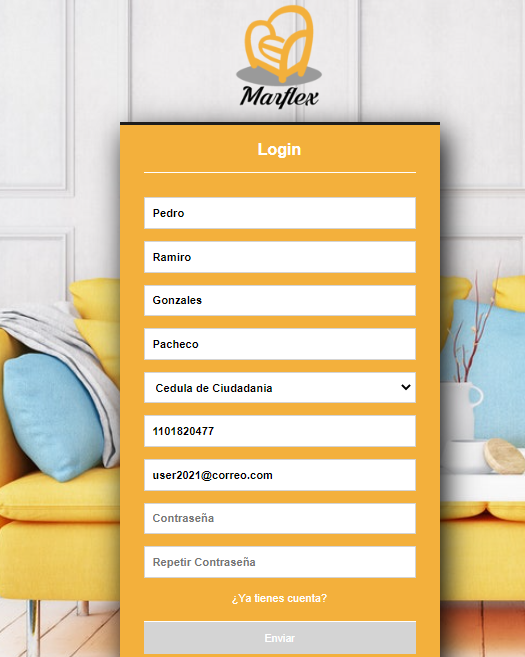 Marflex
Login
Pedro
Ramiro
Gonzales
Pacheco
Cedula de Ciudadania
1101820477
user2021@correo.com
Contraseña
Repetir Contraseña
¿Ya tienes cuenta?
Enviar